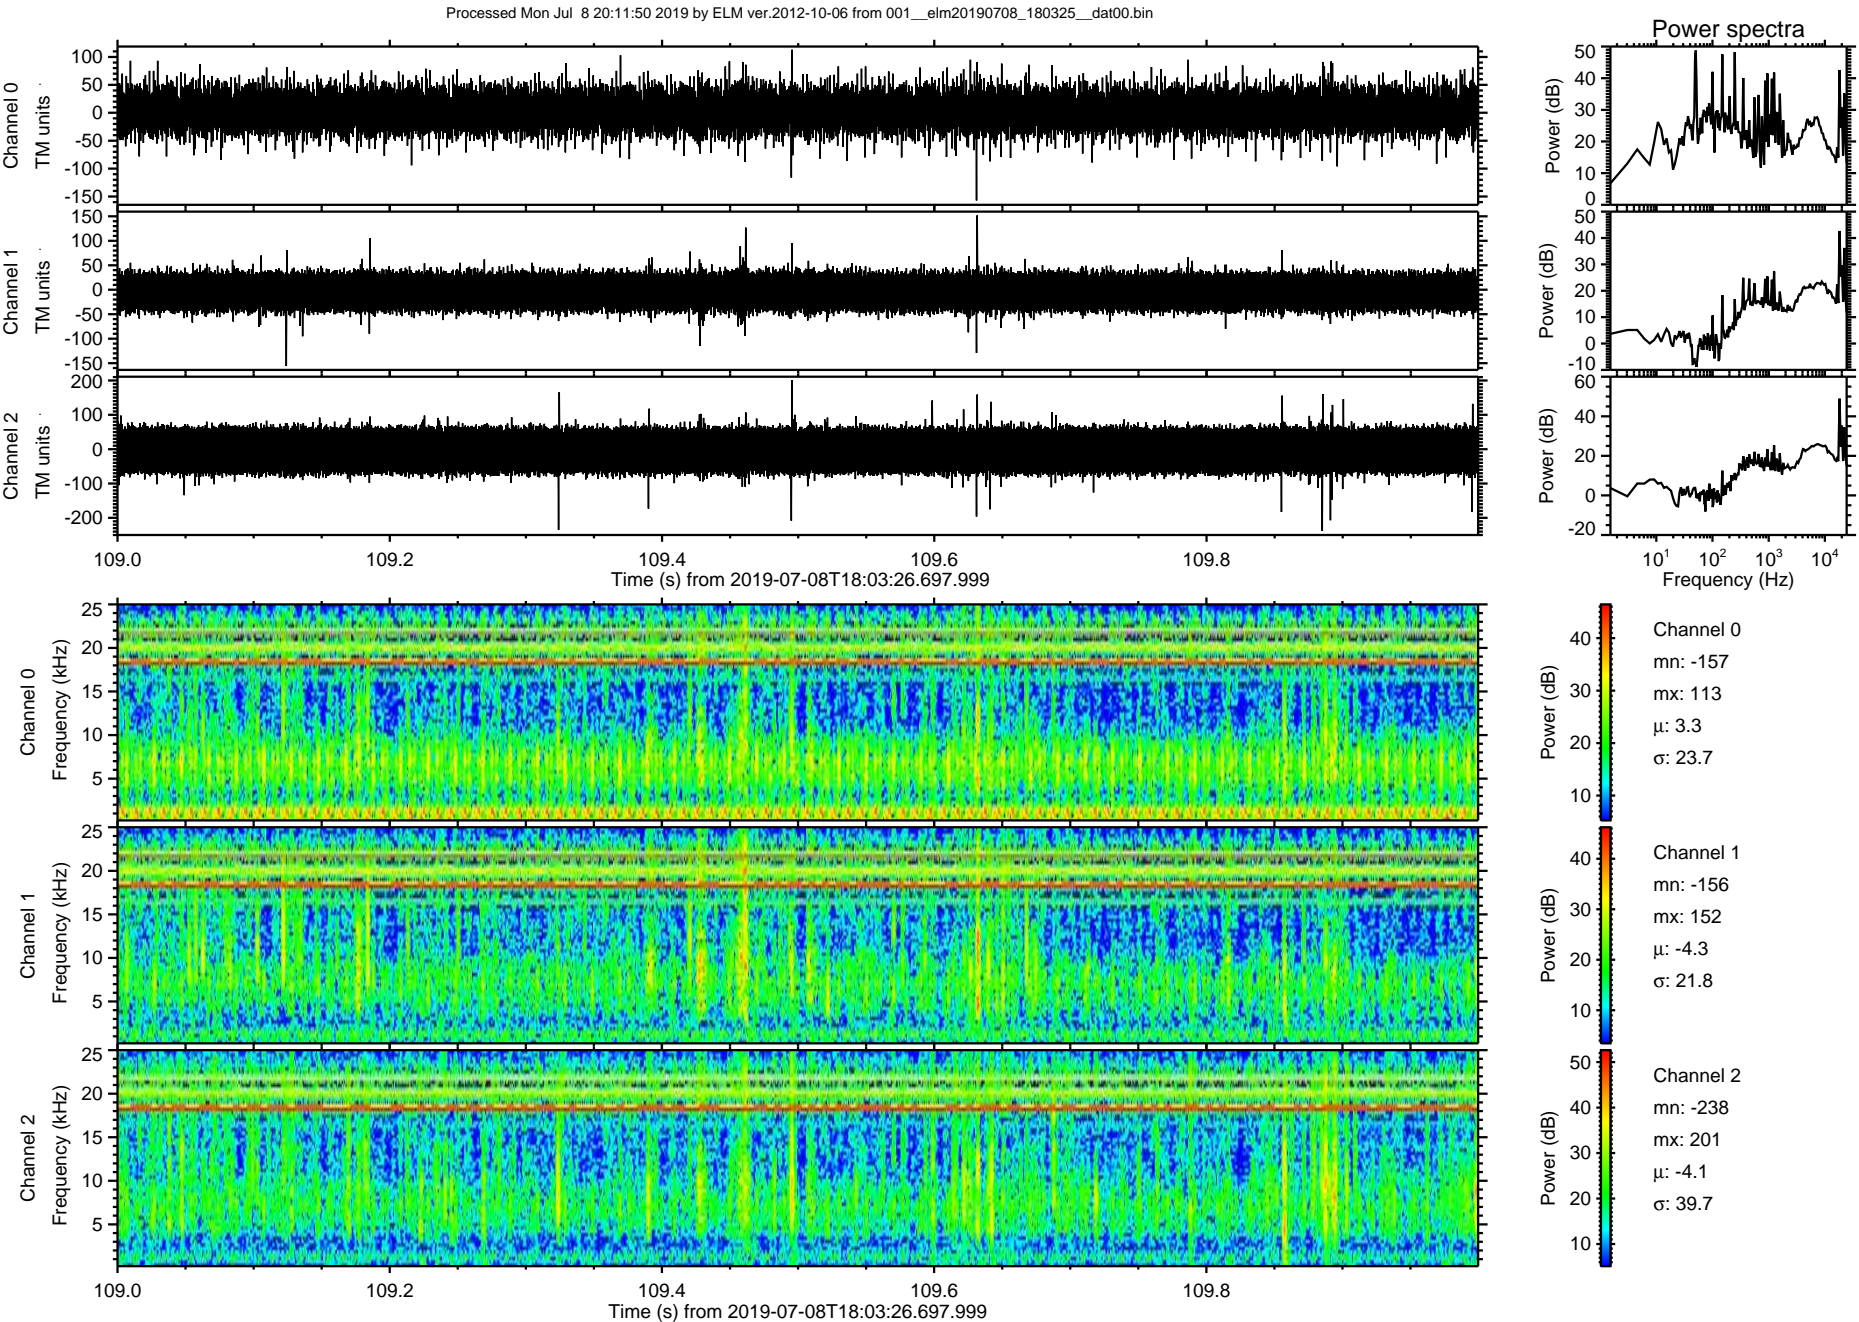 Processed Mon Jul  8 20:11:50 2019 by ELM ver.2012-10-06 from 001__elm20190708_180325__dat00.bin
Power spectra
Channel 0
TM units
100
50
0
-50
-100
-150
Power (dB)
50
40
30
20
10
0
Channel 1
TM units
150
100
50
0
-50
-100
-150
Power (dB)
50
40
30
20
10
0
-10
Channel 2
TM units
200
100
0
-100
-200
Power (dB)
60
40
20
0
-20
109.0 109.2 109.4 109.6 109.8
Time (s) from 2019-07-08T18:03:26.697.999
10¹ 10² 10³ 10⁴
Frequency (Hz)
Channel 0
Frequency (kHz)
25
20
15
10
5
Power (dB)
40
30
20
10
Channel 0
mn: -157
mx: 113
μ: 3.3
σ: 23.7
Channel 1
Frequency (kHz)
25
20
15
10
5
Power (dB)
40
30
20
10
Channel 1
mn: -156
mx: 152
μ: -4.3
σ: 21.8
Channel 2
Frequency (kHz)
25
20
15
10
5
Power (dB)
50
40
30
20
10
Channel 2
mn: -238
mx: 201
μ: -4.1
σ: 39.7
109.0 109.2 109.4 109.6 109.8
Time (s) from 2019-07-08T18:03:26.697.999